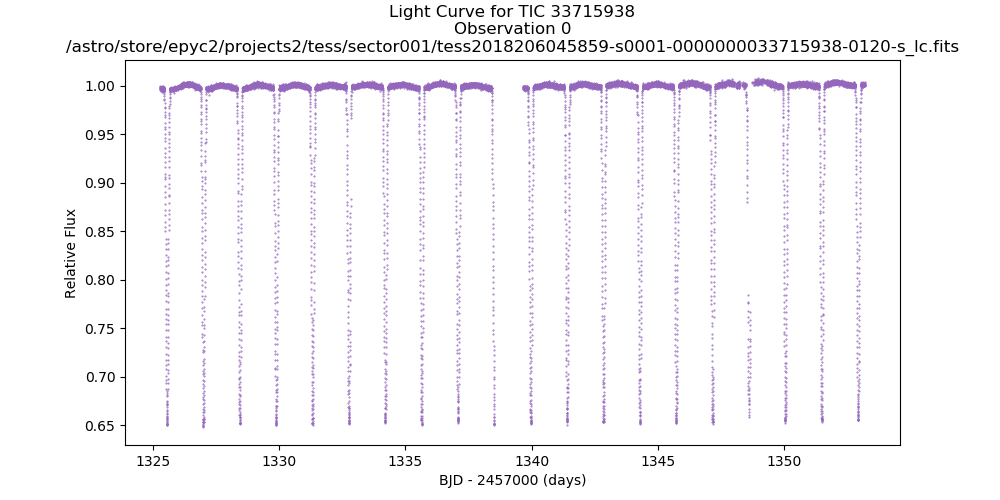 Light Curve for TIC 33715938
Observation 0
/astro/store/epyc2/projects2/tess/sector001/tess2018206045859-s0001-0000000033715938-0120-s_lc.fits
1.00
0.95
0.90
0.85
0.80
0.75
0.70
0.65
Relative Flux
1325
1330
1335
1340
1345
1350
BJD - 2457000 (days)